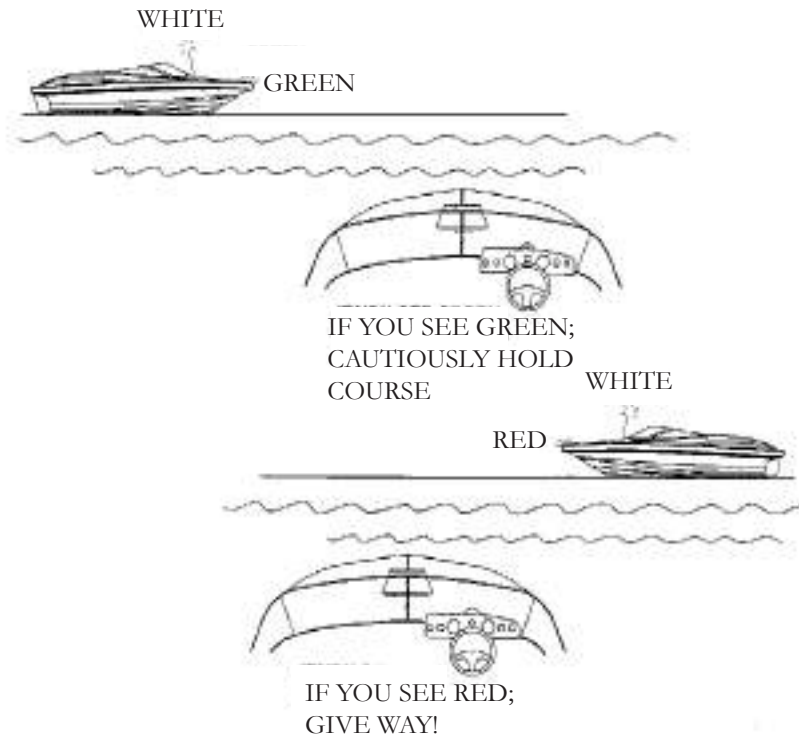 WHITE
GREEN
IF YOU SEE GREEN;
CAUTIOUSLY HOLD
COURSE
WHITE
RED
IF YOU SEE RED;
GIVE WAY!